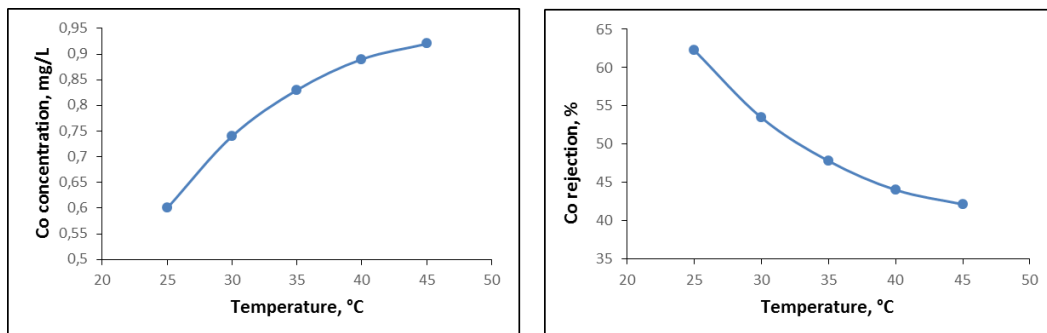 Co concentration, mg/L
0,95
0,9
0,85
0,8
0,75
0,7
0,65
0,6
0,55
0,5
20 25 30 35 40 45 50
Temperature, °C
Co rejection, %
65
60
55
50
45
40
35
20 25 30 35 40 45 50
Temperature, °C